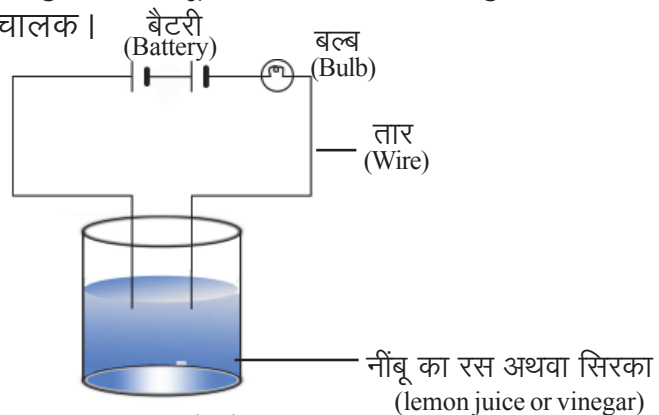 चालक।
बैटरी
(Battery)
बल्ब
(Bulb)
तार
(Wire)
नींबू का रस अथवा सिरका
(lemon juice or vinegar)